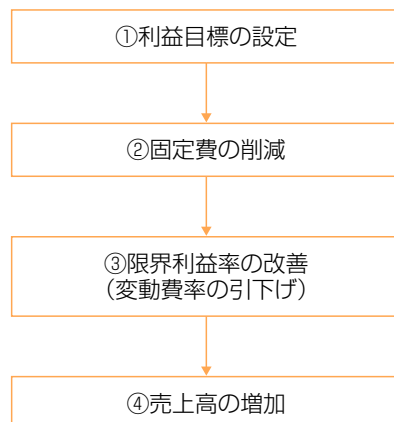 ①利益目標の設定
②固定費の削減
③限界利益率の改善
（変動費率の引下げ）
④売上高の増加